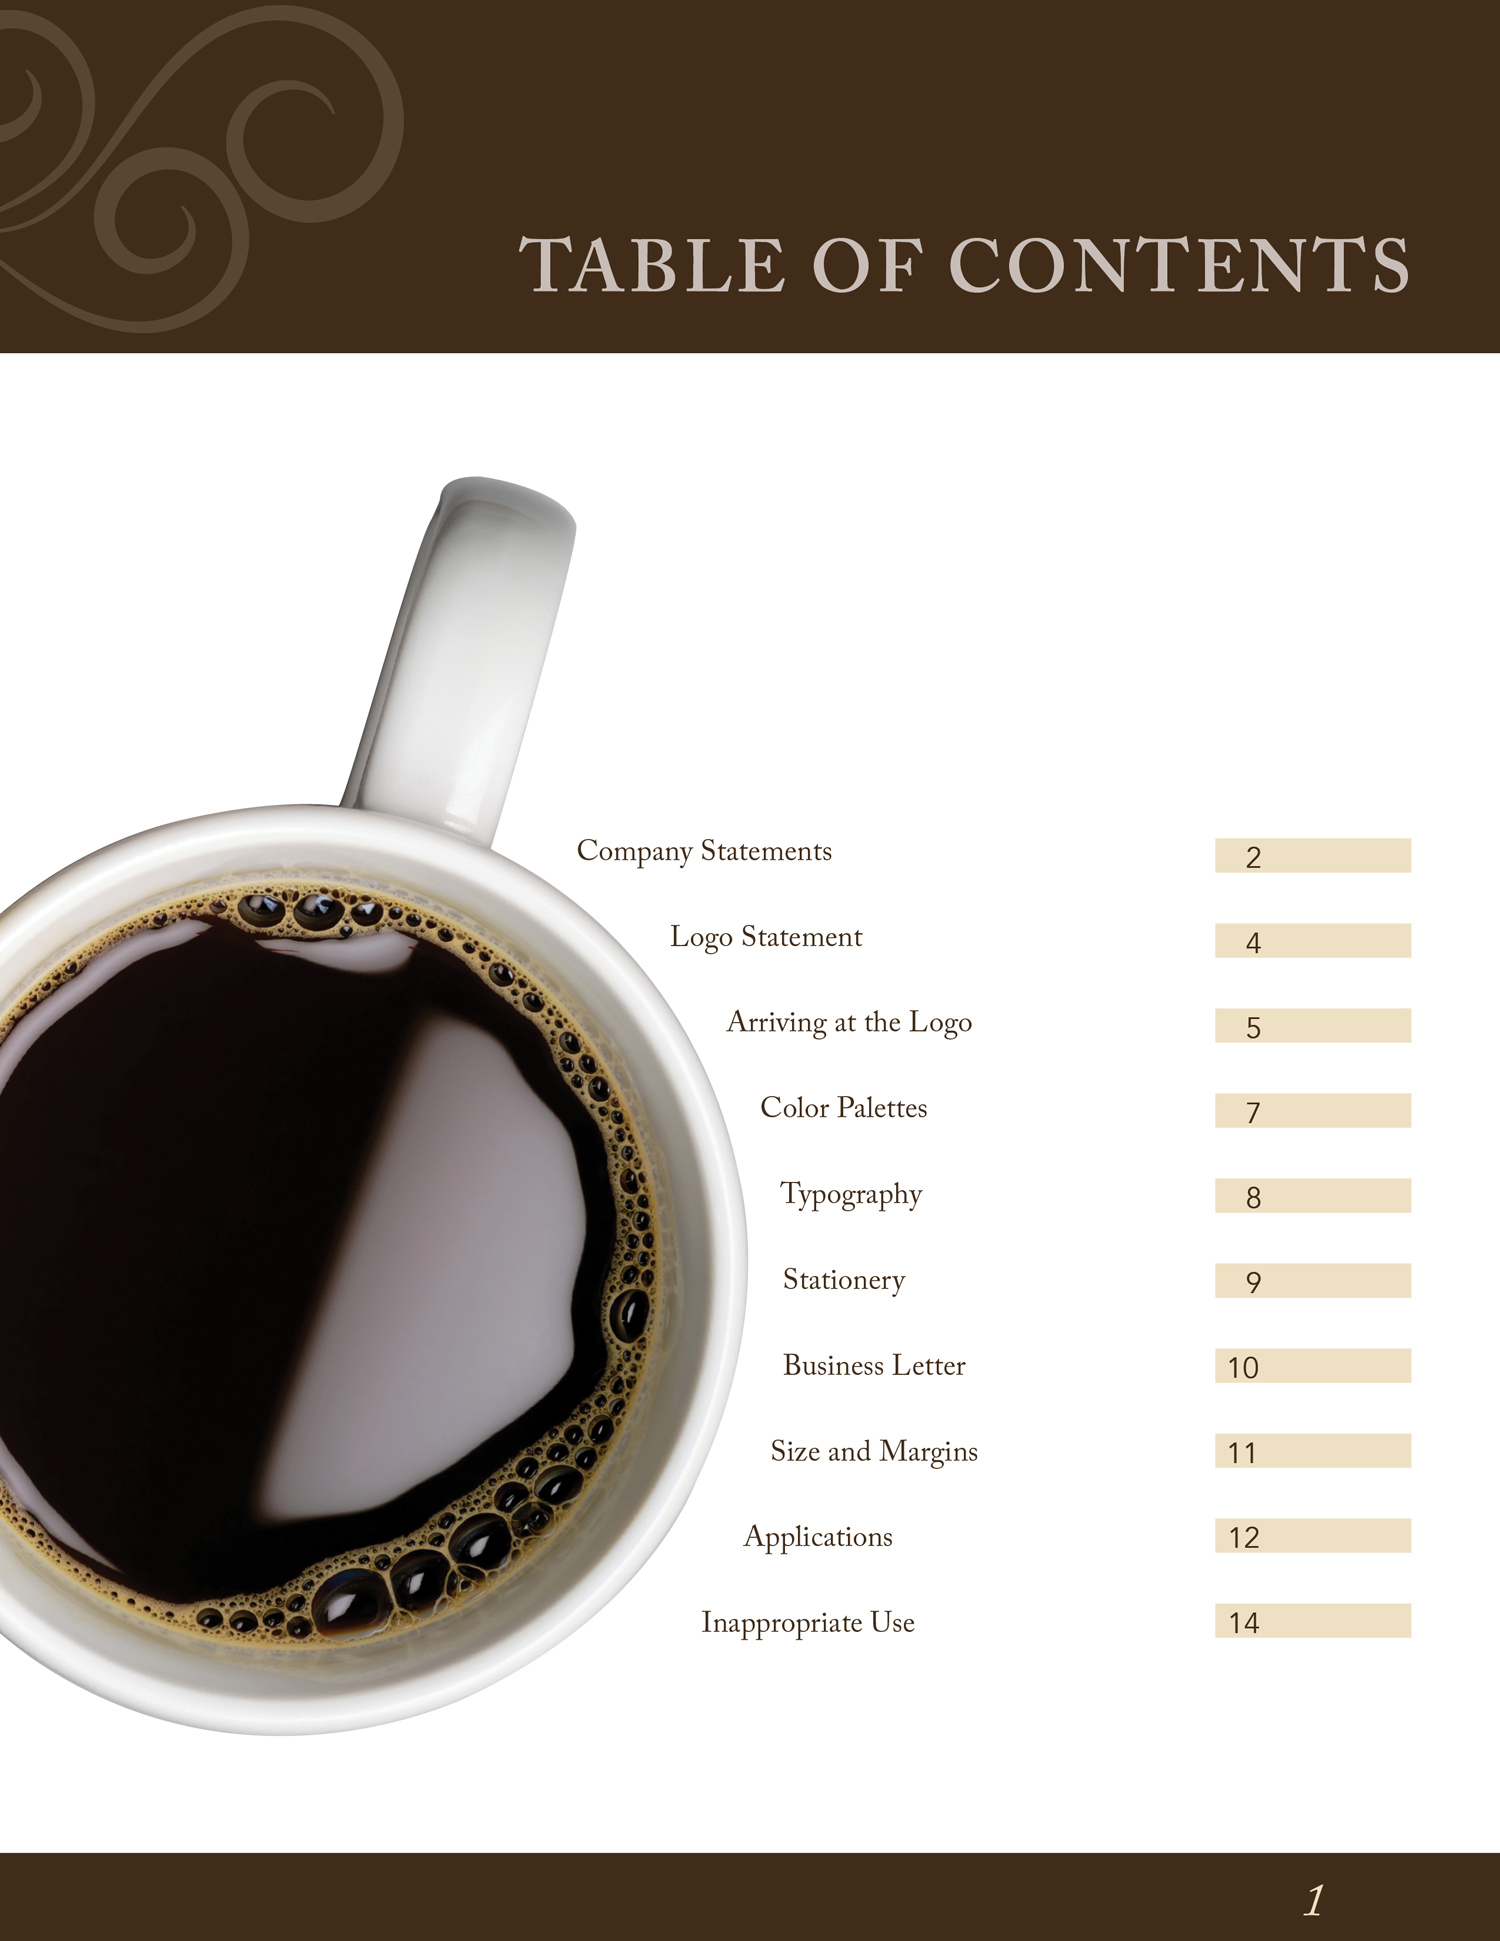 TABLE OF CONTENTS
Company Statements 2
Logo Statement 4
Arriving at the Logo 5
Color Palettes 7
Typography 8
Stationery 9
Business Letter 10
Size and Margins 11
Applications 12
Inappropriate Use 14
1